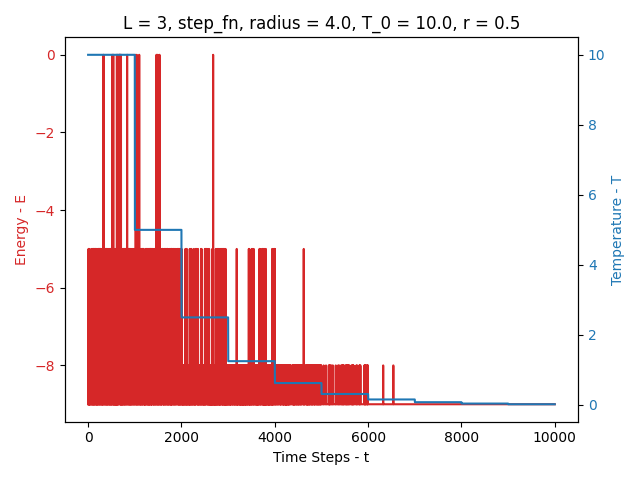 L = 3, step_fn, radius = 4.0, T_0 = 10.0, r = 0.5
0
−2
−4
−6
−8
Energy - E
10
8
6
4
2
0
Temperature - T
0 2000 4000 6000 8000 10000
Time Steps - t